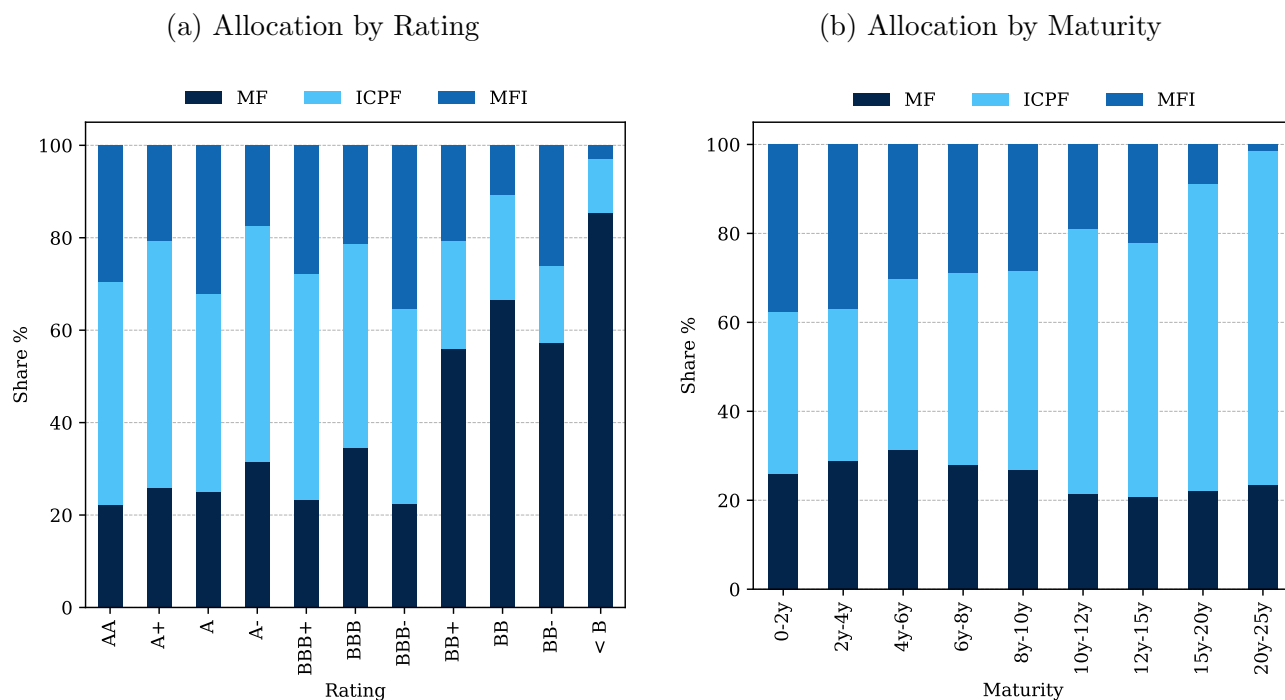 (a) Allocation by Rating
MF ICPF MFI
100
80
60
40
20
0
Share %
AA A+ A A- BBB+ BBB BBB- BB+ BB BB- < B
Rating
(b) Allocation by Maturity
MF ICPF MFI
100
80
60
40
20
0
Share %
0-2y 2y-4y 4y-6y 6y-8y 8y-10y 10y-12y 12y-15y 15y-20y 20y-25y
Maturity